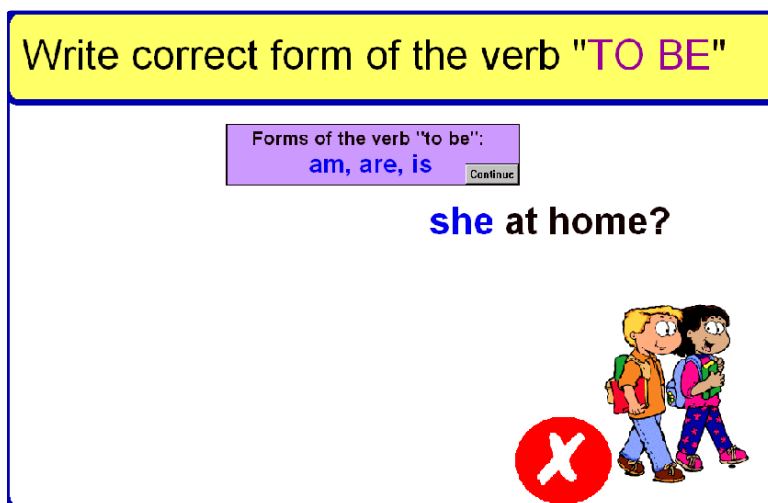 Write correct form of the verb "TO BE"
Forms of the verb "to be":
am, are, is
Continue
she at home?